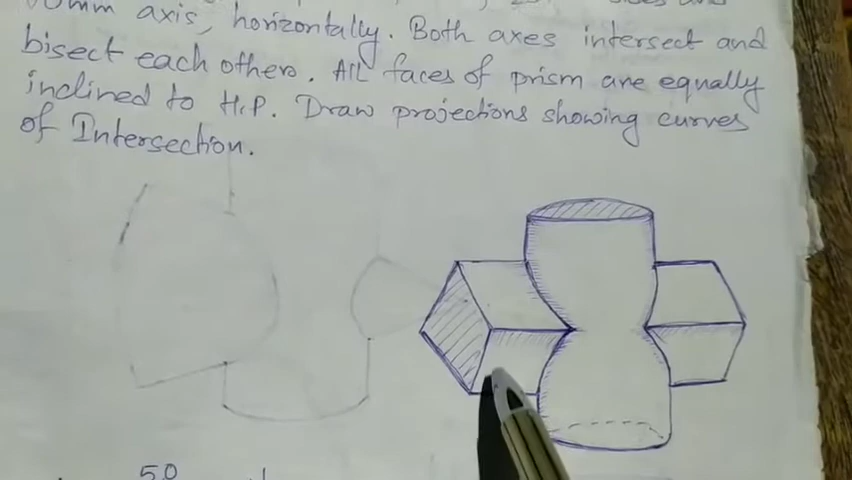 0mm axis, horizontally. Both axes intersect and
bisect each others. All faces of prism are equally
inclined to H.P. Draw projections showing curves
of Intersection.
50